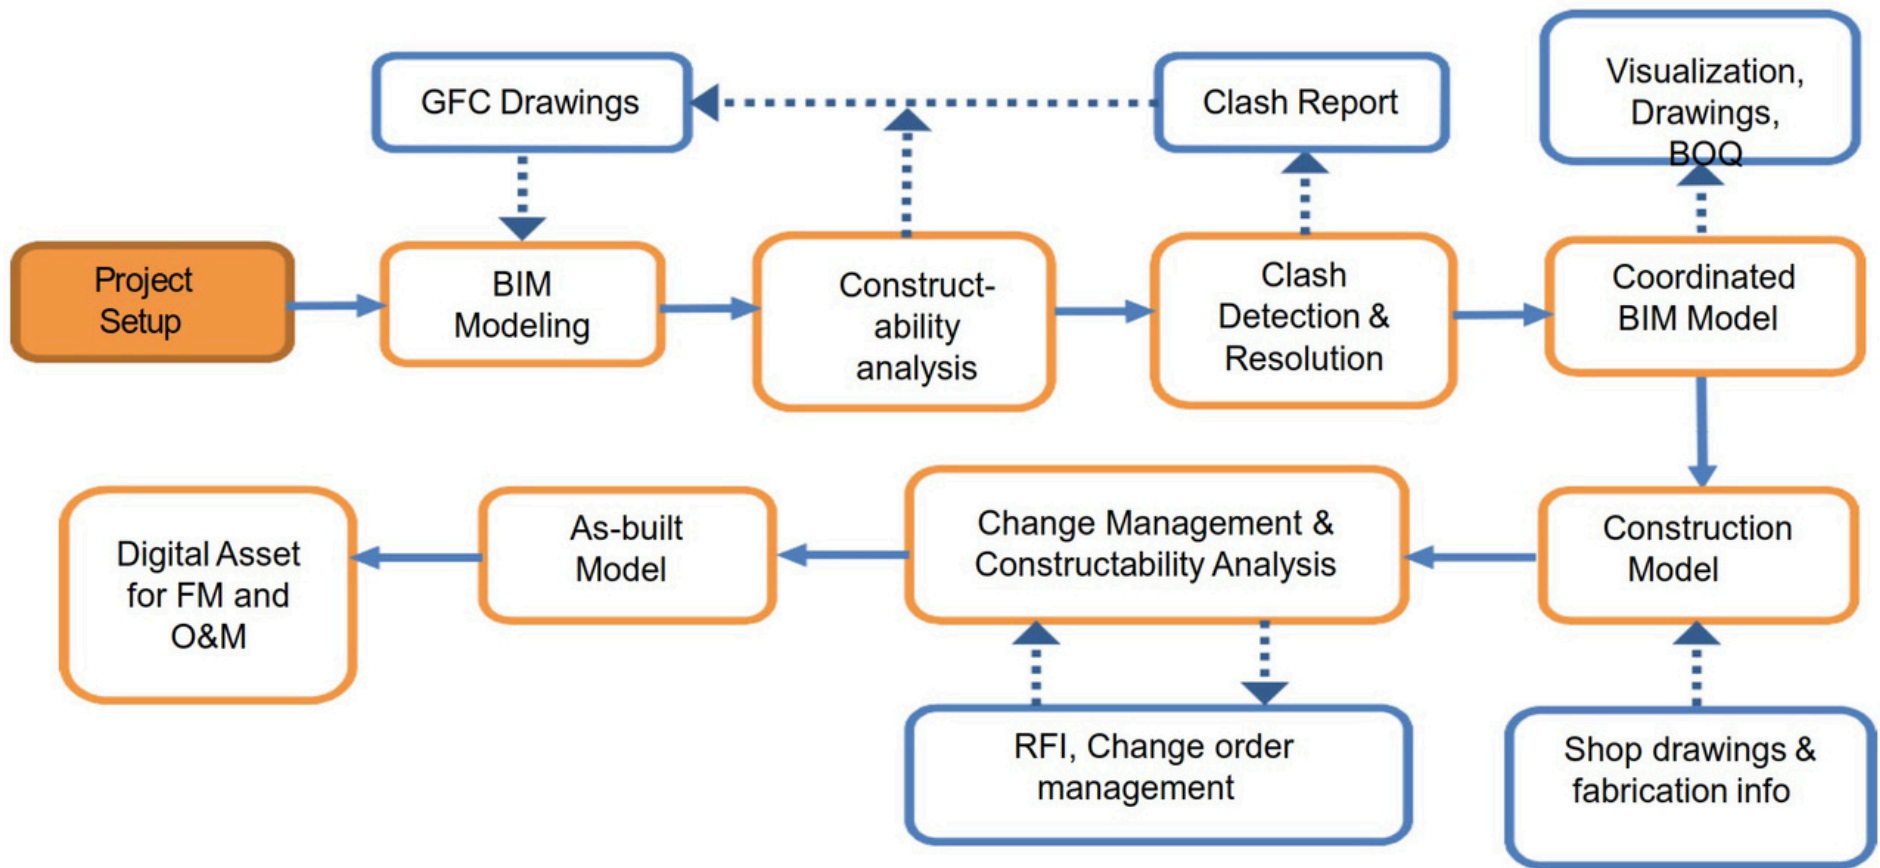 GFC Drawings
Clash Report
Visualization,
Drawings,
BOQ
Project
Setup
BIM
Modeling
Construct-
ability
analysis
Clash
Detection &
Resolution
Coordinated
BIM Model
Digital Asset
for FM and
O&M
As-built
Model
Change Management &
Constructability Analysis
Construction
Model
RFI, Change order
management
Shop drawings &
fabrication info